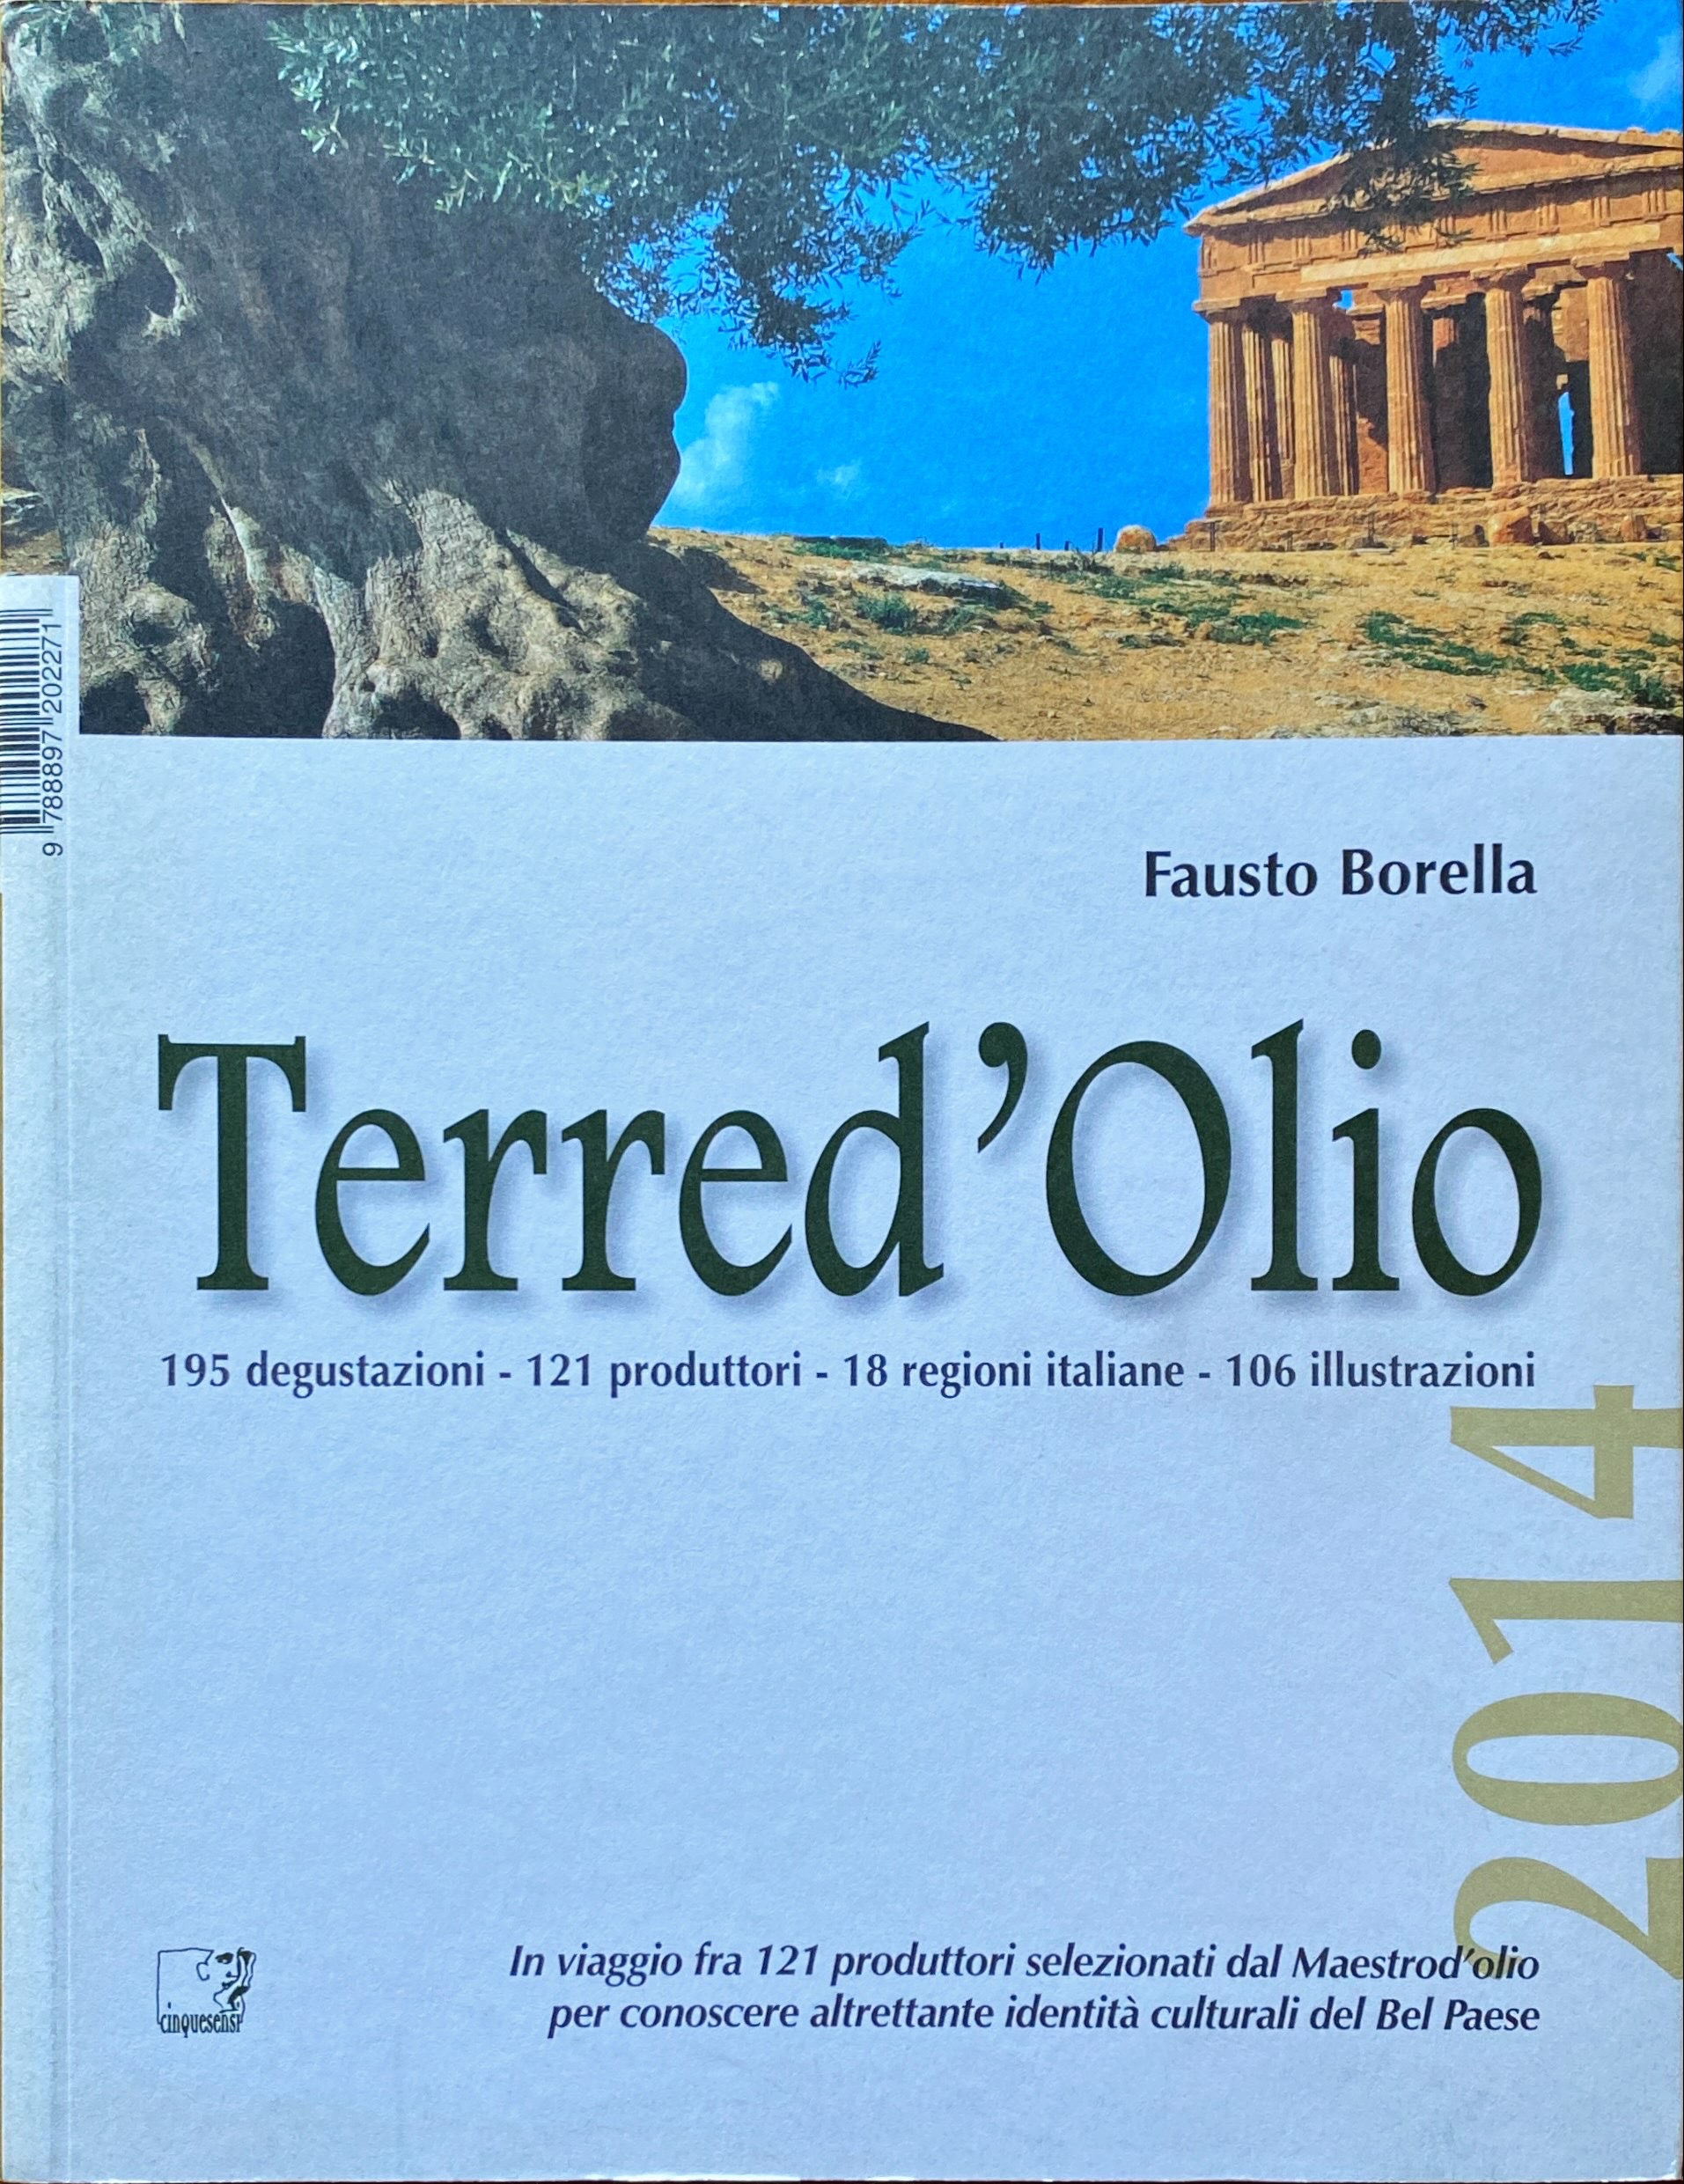 9 788897 202271
Fausto Borella
Terred’Olio
195 degustazioni - 121 produttori - 18 regioni italiane - 106 illustrazioni
2014
In viaggio fra 121 produttori selezionati dal Maestrod’olio
per conoscere altrettante identità culturali del Bel Paese
cinquesensi